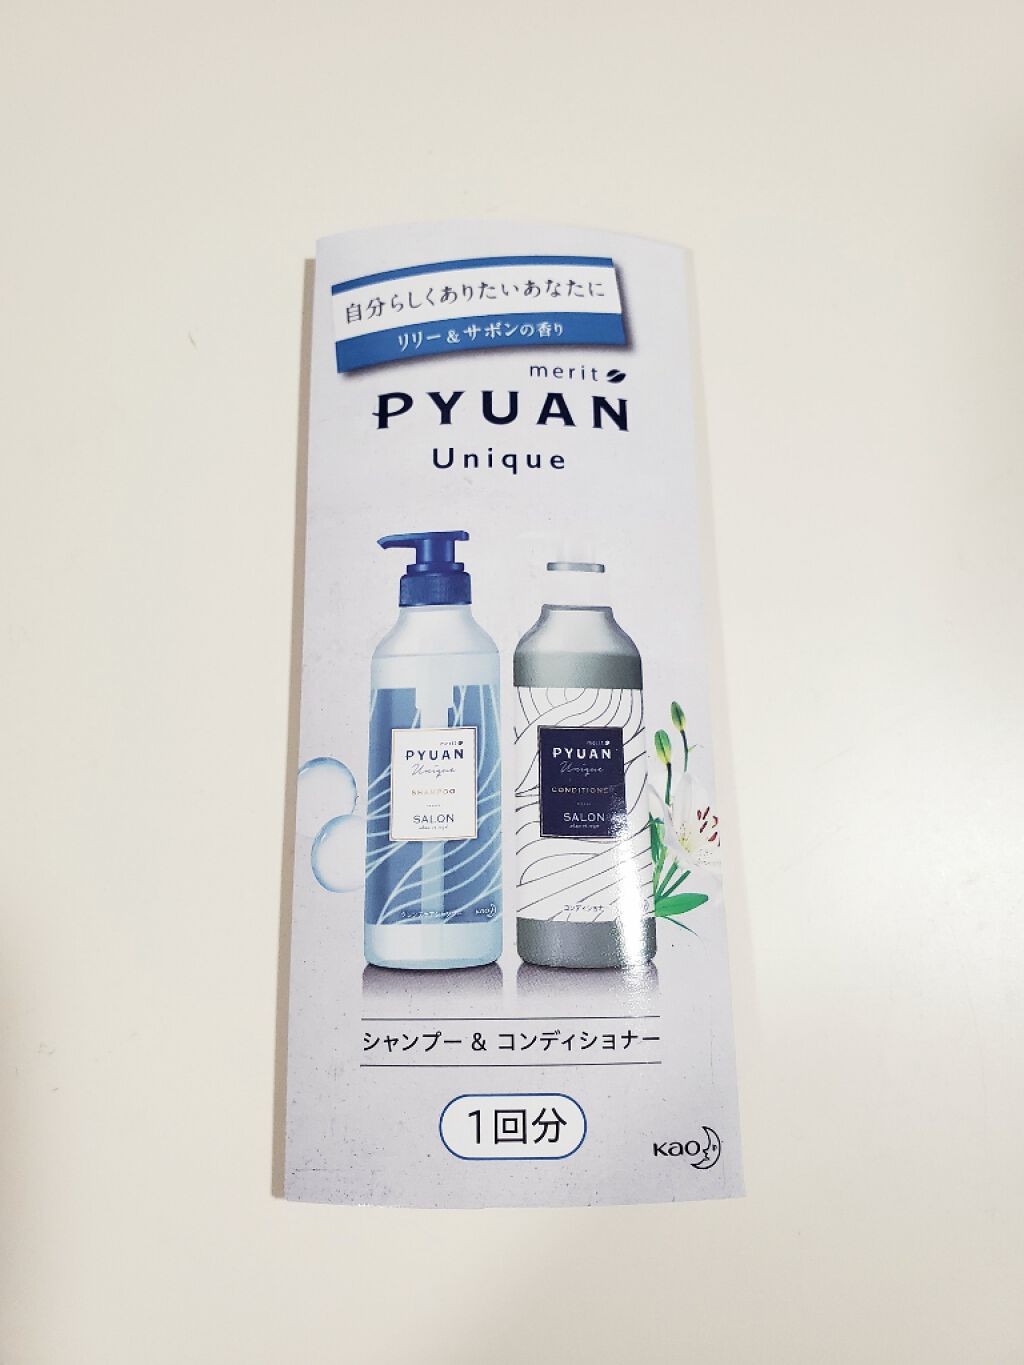 自分らしくありたいあなたに
リリー&サボンの香り
merit
PYUAN
Unique
merit
PYUAN
Unique
SHAMPOO
SALON
Kao
merit
PYUAN
Unique
CONDITIONER
SALON
コンディショナー
シャンプー & コンディショナー
1回分
Kao